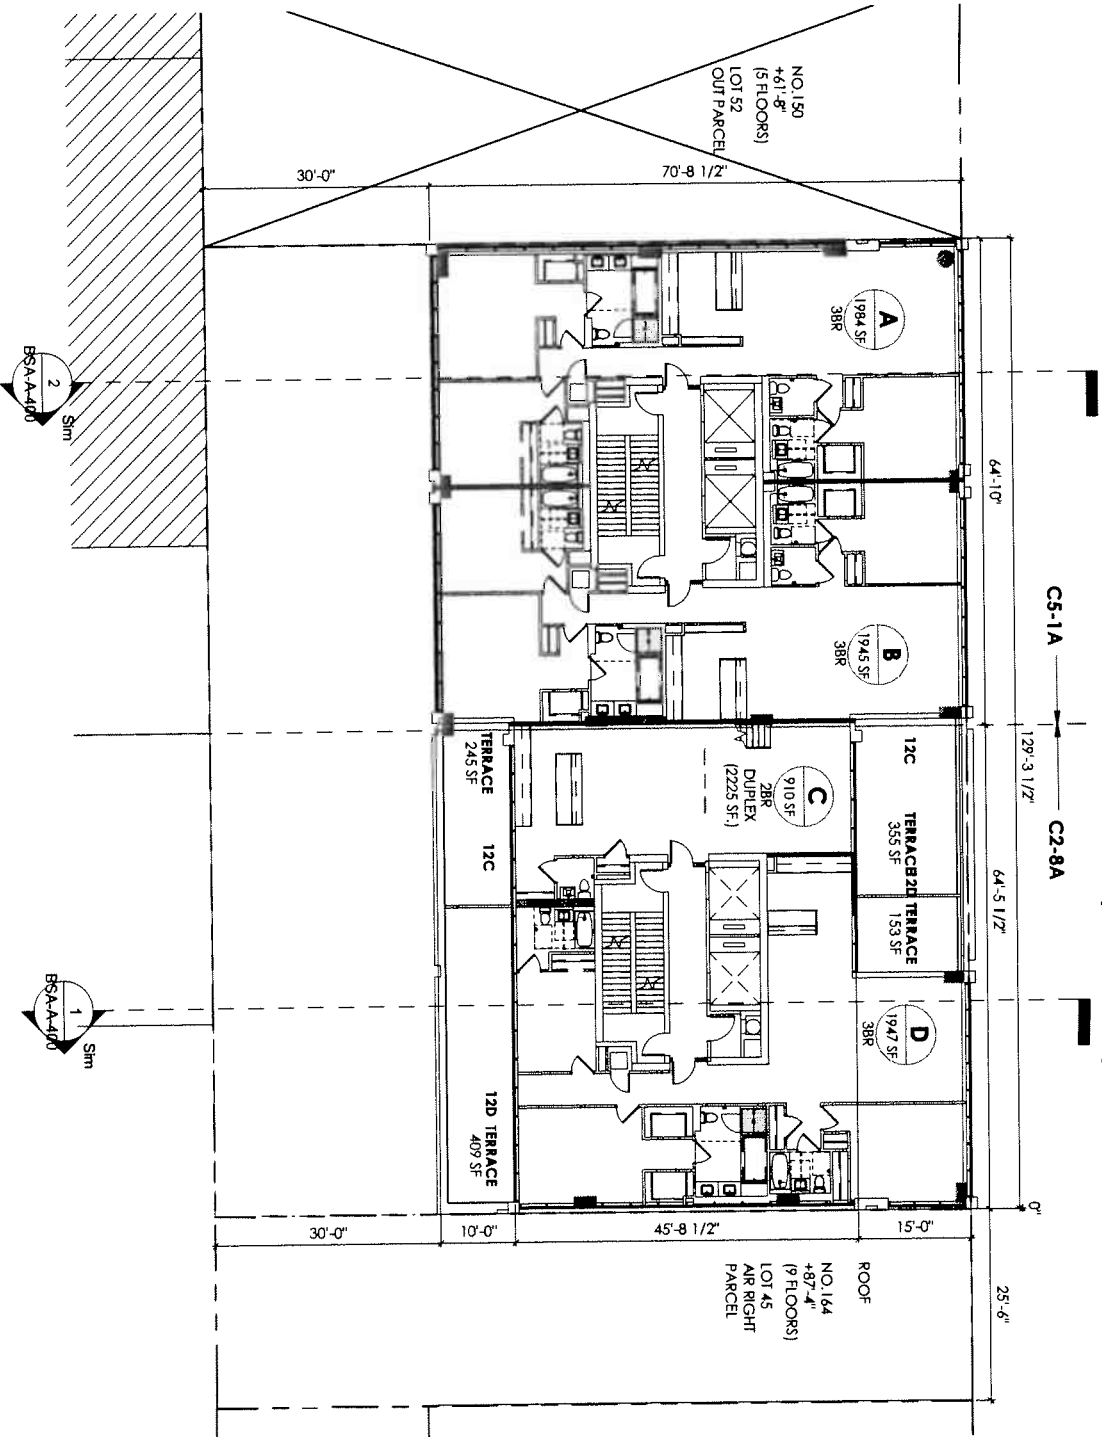 NO.150
+61'-8"
(5 FLOORS)
LOT 52
OUT PARCEL
30'-0"
70'-8 1/2"
A
1984 SF
3BR
2
BSA-A-400
Sim
64'-10"
C5-1A
B
1945 SF
3BR
129'-3 1/2"
C2-8A
TERRACE
245 SF
12C
C
910 SF
2BR
DUPLEX
(2225 SF.)
12C
TERRACE
355 SF
12D TERRACE
153 SF
64'-5 1/2"
1
BSA-A-400
Sim
D
1947 SF
3BR
12D TERRACE
409 SF
0"
30'-0"
10'-0"
45'-8 1/2"
15'-0"
25'-6"
ROOF
NO.164
+87'-4"
(9 FLOORS)
LOT 45
AIR RIGHT
PARCEL